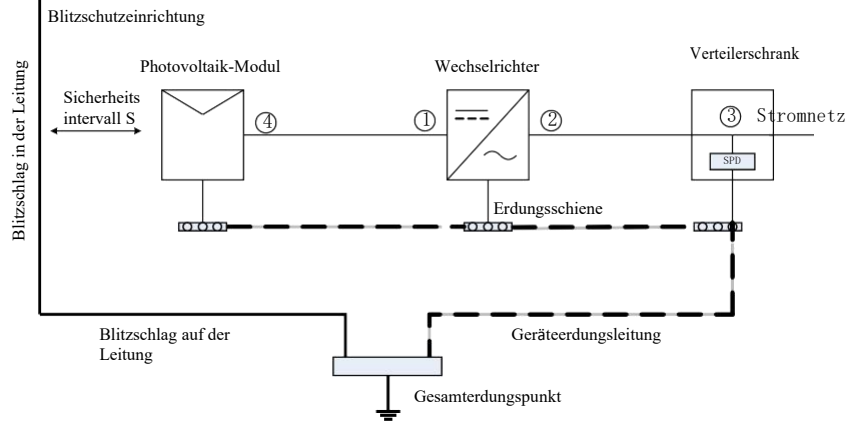 Blitzschutzeinrichtung
Blitzschlag in der Leitung
Sicherheits
intervall S
Photovoltaik-Modul
④
①
Wechselrichter
②
Verteilerschrank
③
Stromnetz
SPD
Erdungsschiene
Blitzschlag auf der
Leitung
Geräteerdungsleitung
Gesamterdungspunkt